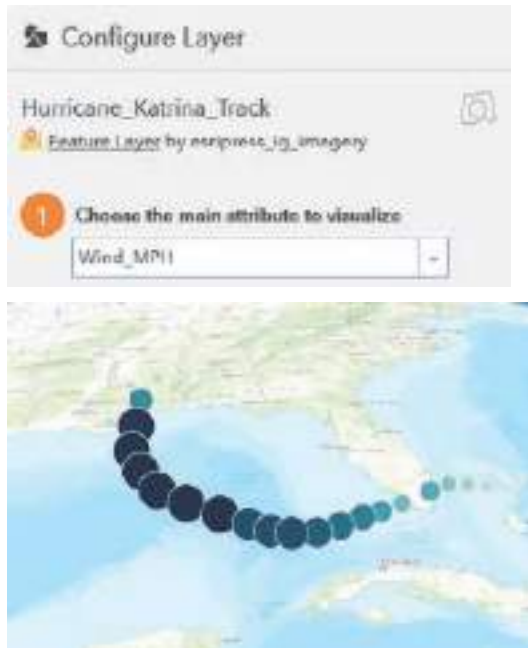 Configure Layer
Hurricane_Katrina_Track
Feature Layer by esripress_ig_imagery
1 Choose the main attribute to visualize
Wind_MPH